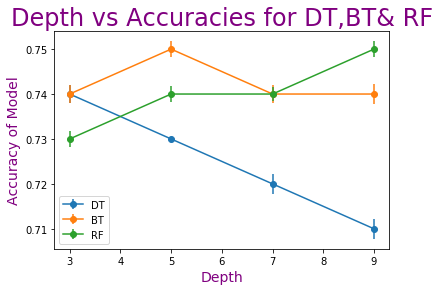 Depth vs Accuracies for DT,BT& RF
Accuracy of Model
0.75
0.74
0.73
0.72
0.71
DT
BT
RF
3
4
5
6
7
8
9
Depth